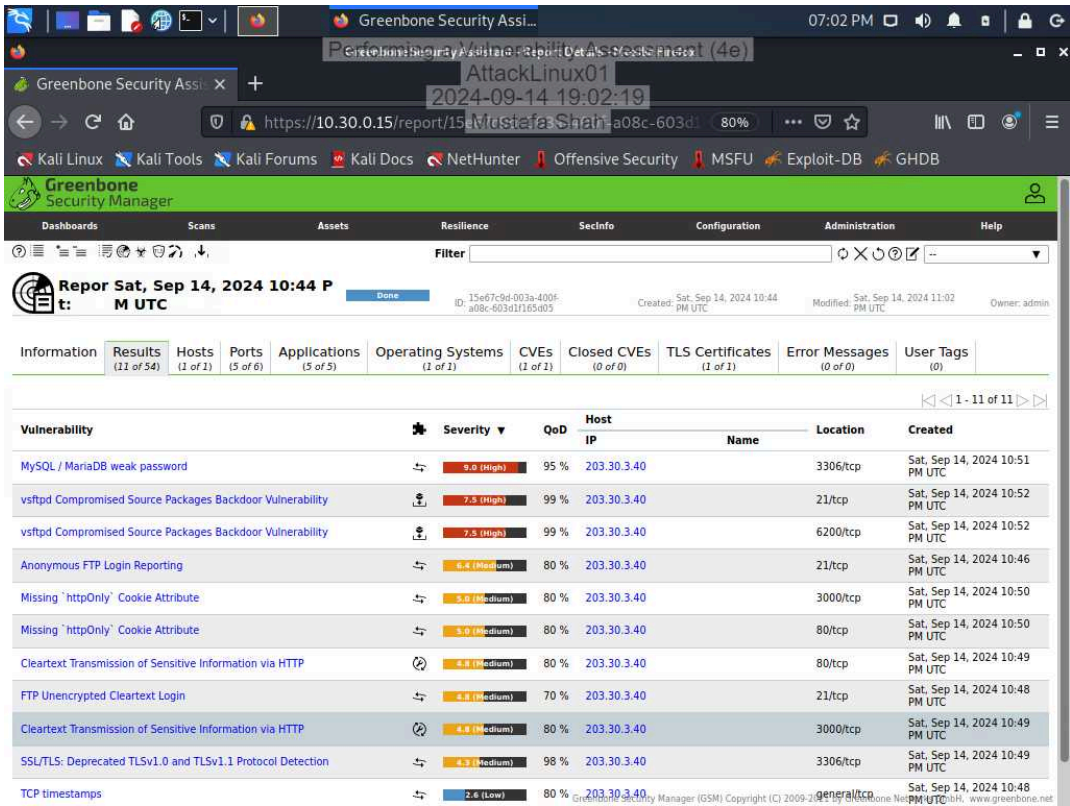 Greenbone Security Assi...
07:02 PM
Performing a Vulnerability Assessment (4e)
AttackLinux01
2024-09-14 19:02:19
Mostafa Shahi
Greenbone Security Assi
https://10.30.0.15/report/15e
-a08c-603d1
80%
Kali Linux Kali Tools Kali Forums Kali Docs NetHunter Offensive Security MSFU Exploit-DB GHDB
Greenbone
Security Manager
Dashboards Scans Assets Resilience SecInfo Configuration Administration Help
Filter --
Repor Sat, Sep 14, 2024 10:44 P
t: M UTC
Done
ID: 15e67c9d-003a-400f-
a08c-603d1f165d05
Created: Sat, Sep 14, 2024 10:44
PM UTC
Modified: Sat, Sep 14, 2024 11:02
PM UTC
Owner: admin
Information Results Hosts Ports Applications Operating Systems CVEs Closed CVEs TLS Certificates Error Messages User Tags
(11 of 54) (1 of 1) (5 of 6) (5 of 5) (1 of 1) (1 of 1) (0 of 0) (1 of 1) (0 of 0) (0)
1 - 11 of 11
Vulnerability Severity QoD Host Location Created
IP Name
MySQL / MariaDB weak password 9.0 (High) 95 % 203.30.3.40 3306/tcp Sat, Sep 14, 2024 10:51
PM UTC
vsftpd Compromised Source Packages Backdoor Vulnerability 7.5 (High) 99 % 203.30.3.40 21/tcp Sat, Sep 14, 2024 10:52
PM UTC
vsftpd Compromised Source Packages Backdoor Vulnerability 7.5 (High) 99 % 203.30.3.40 6200/tcp Sat, Sep 14, 2024 10:52
PM UTC
Anonymous FTP Login Reporting 6.4 (Medium) 80 % 203.30.3.40 21/tcp Sat, Sep 14, 2024 10:46
PM UTC
Missing `httpOnly` Cookie Attribute 5.0 (Medium) 80 % 203.30.3.40 3000/tcp Sat, Sep 14, 2024 10:50
PM UTC
Missing `httpOnly` Cookie Attribute 5.0 (Medium) 80 % 203.30.3.40 80/tcp Sat, Sep 14, 2024 10:50
PM UTC
Cleartext Transmission of Sensitive Information via HTTP 4.8 (Medium) 80 % 203.30.3.40 80/tcp Sat, Sep 14, 2024 10:49
PM UTC
FTP Unencrypted Cleartext Login 4.8 (Medium) 70 % 203.30.3.40 21/tcp Sat, Sep 14, 2024 10:48
PM UTC
Cleartext Transmission of Sensitive Information via HTTP 4.8 (Medium) 80 % 203.30.3.40 3000/tcp Sat, Sep 14, 2024 10:49
PM UTC
SSL/TLS: Deprecated TLSv1.0 and TLSv1.1 Protocol Detection 4.3 (Medium) 98 % 203.30.3.40 3306/tcp Sat, Sep 14, 2024 10:49
PM UTC
TCP timestamps 2.6 (Low) 80 % 203.30.3.40 general/tcp Sat, Sep 14, 2024 10:48
PM UTC
Greenbone Security Manager (GSM) Copyright (C) 2009-2021 by Greenbone Networks GmbH, www.greenbone.net